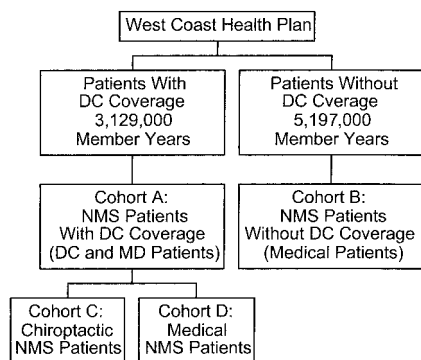 West Coast Health Plan
Patients With
DC Coverage
3,129,000
Member Years
Patients Without
DC Cverage
5,197,000
Member Years
Cohort A:
NMS Patients
With DC Coverage
(DC and MD Patients)
Cohort B:
NMS Patients
Without DC Coverage
(Medical Patients)
Cohort C:
Chiroptactic
NMS Patients
Cohort D:
Medical
NMS Patients